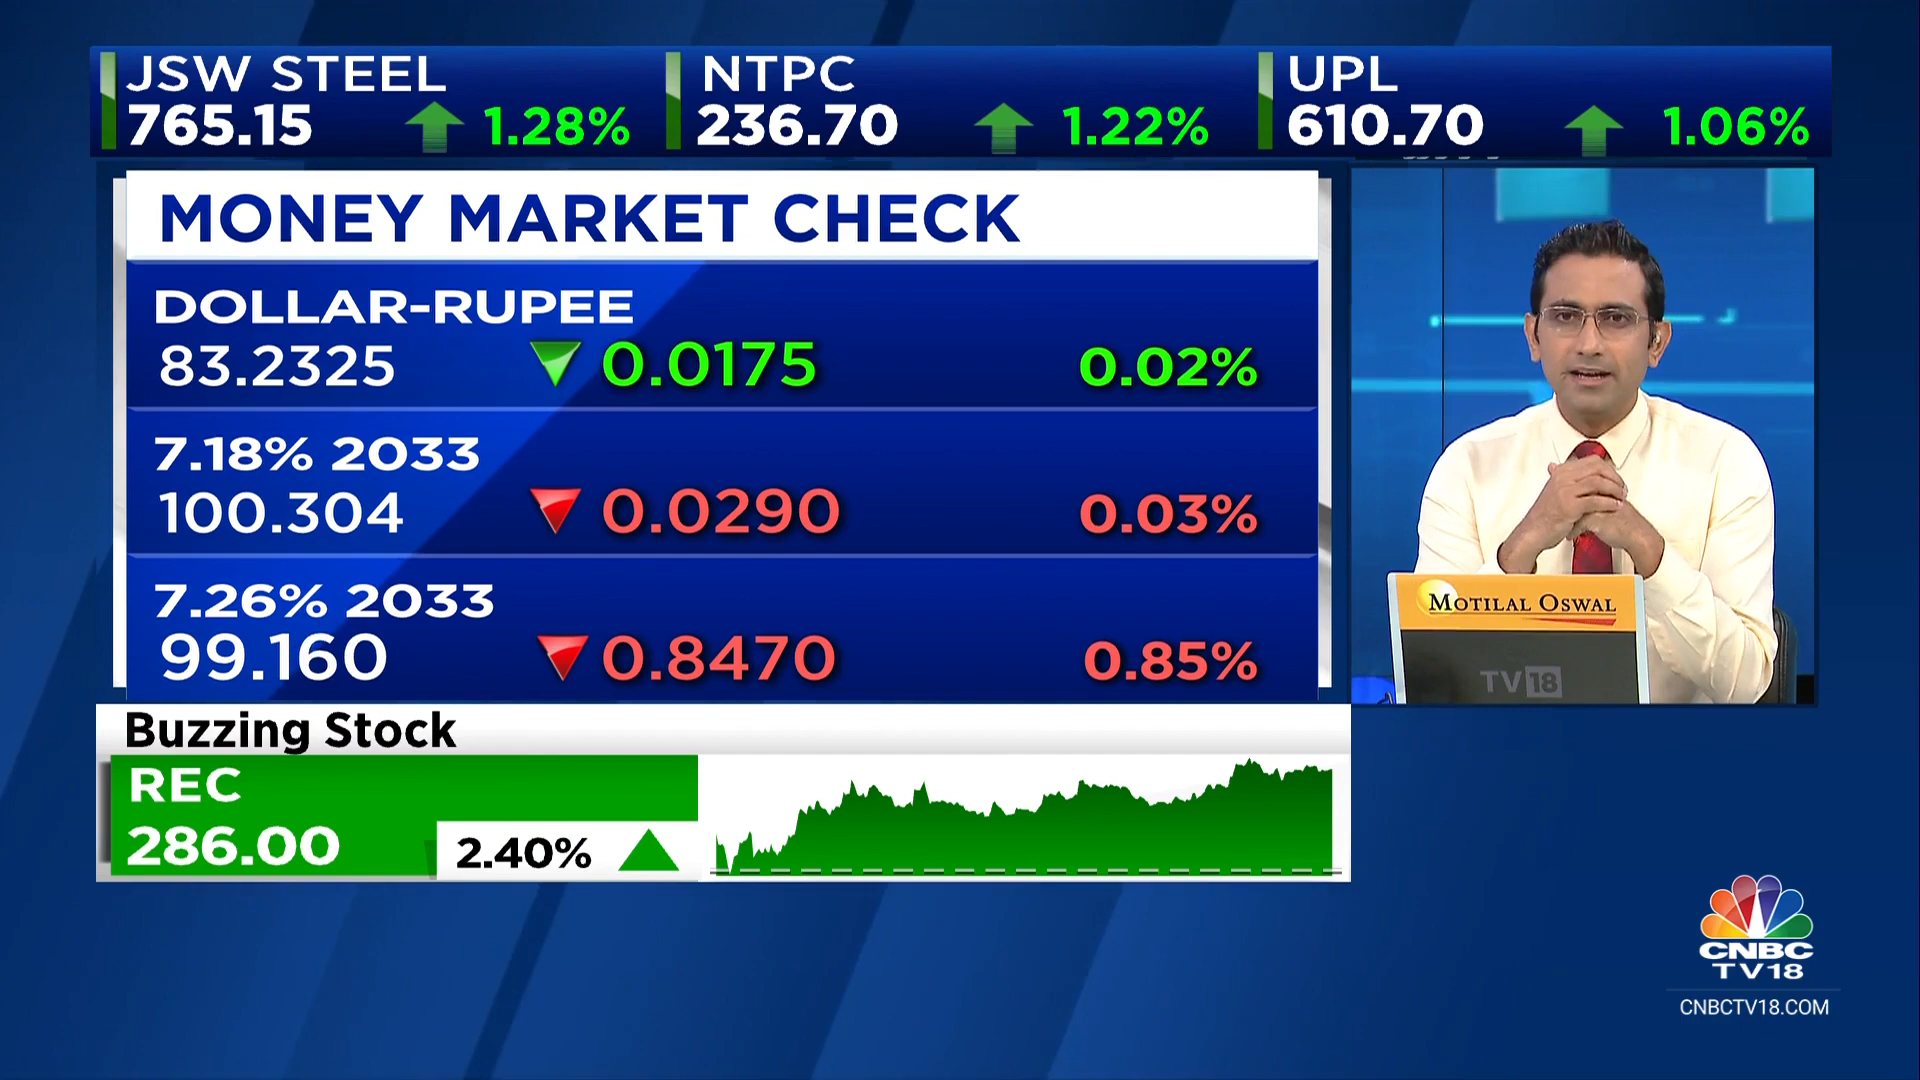 JSW STEEL
765.15 1.28%
NTPC
236.70 1.22%
UPL
610.70 1.06%
MONEY MARKET CHECK
DOLLAR-RUPEE
83.2325 0.0175 0.02%
7.18% 2033
100.304 0.0290 0.03%
7.26% 2033
99.160 0.8470 0.85%
MOTILAL OSWAL
TV18
Buzzing Stock
REC
286.00
2.40%
CNBC
TV18
CNBCTV18.COM